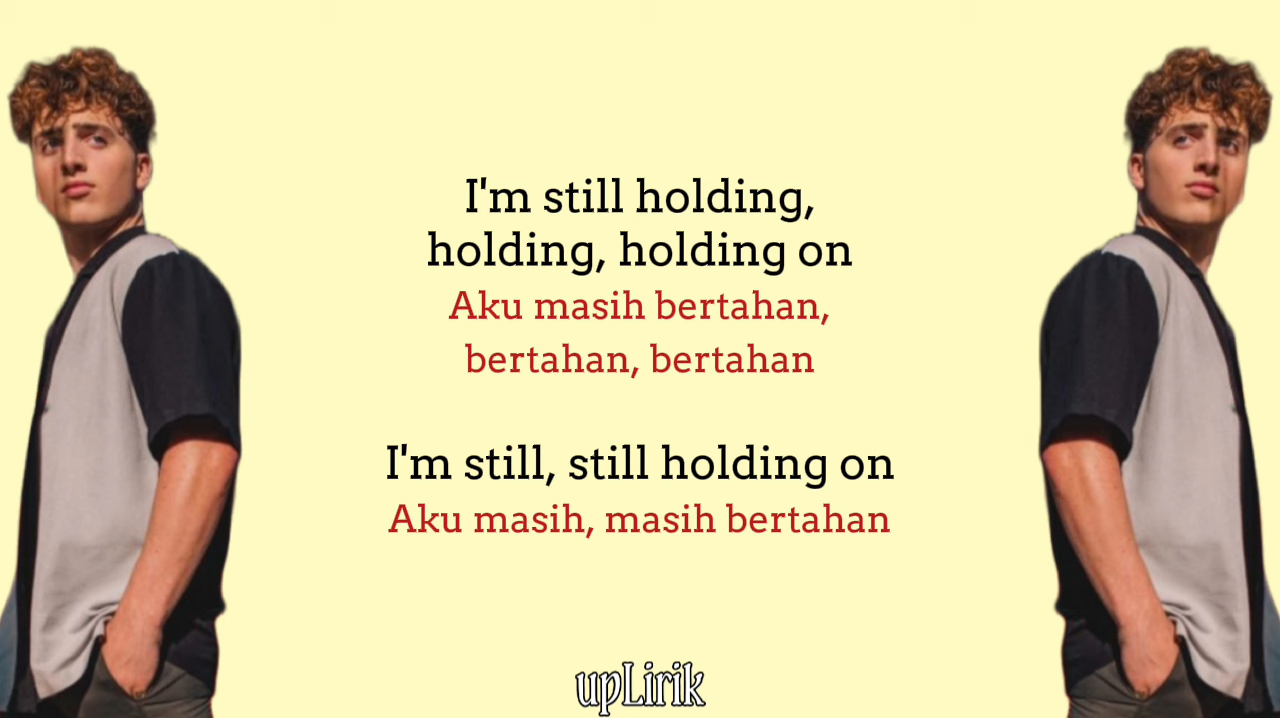 I'm still holding,
holding, holding on
Aku masih bertahan,
bertahan, bertahan
I'm still, still holding on
Aku masih, masih bertahan
upLirik